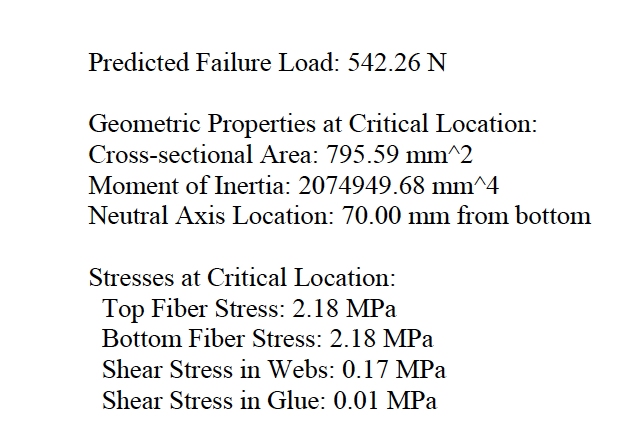 Predicted Failure Load: 542.26 N
Geometric Properties at Critical Location:
Cross-sectional Area: 795.59 mm^2
Moment of Inertia: 2074949.68 mm^4
Neutral Axis Location: 70.00 mm from bottom
Stresses at Critical Location:
Top Fiber Stress: 2.18 MPa
Bottom Fiber Stress: 2.18 MPa
Shear Stress in Webs: 0.17 MPa
Shear Stress in Glue: 0.01 MPa